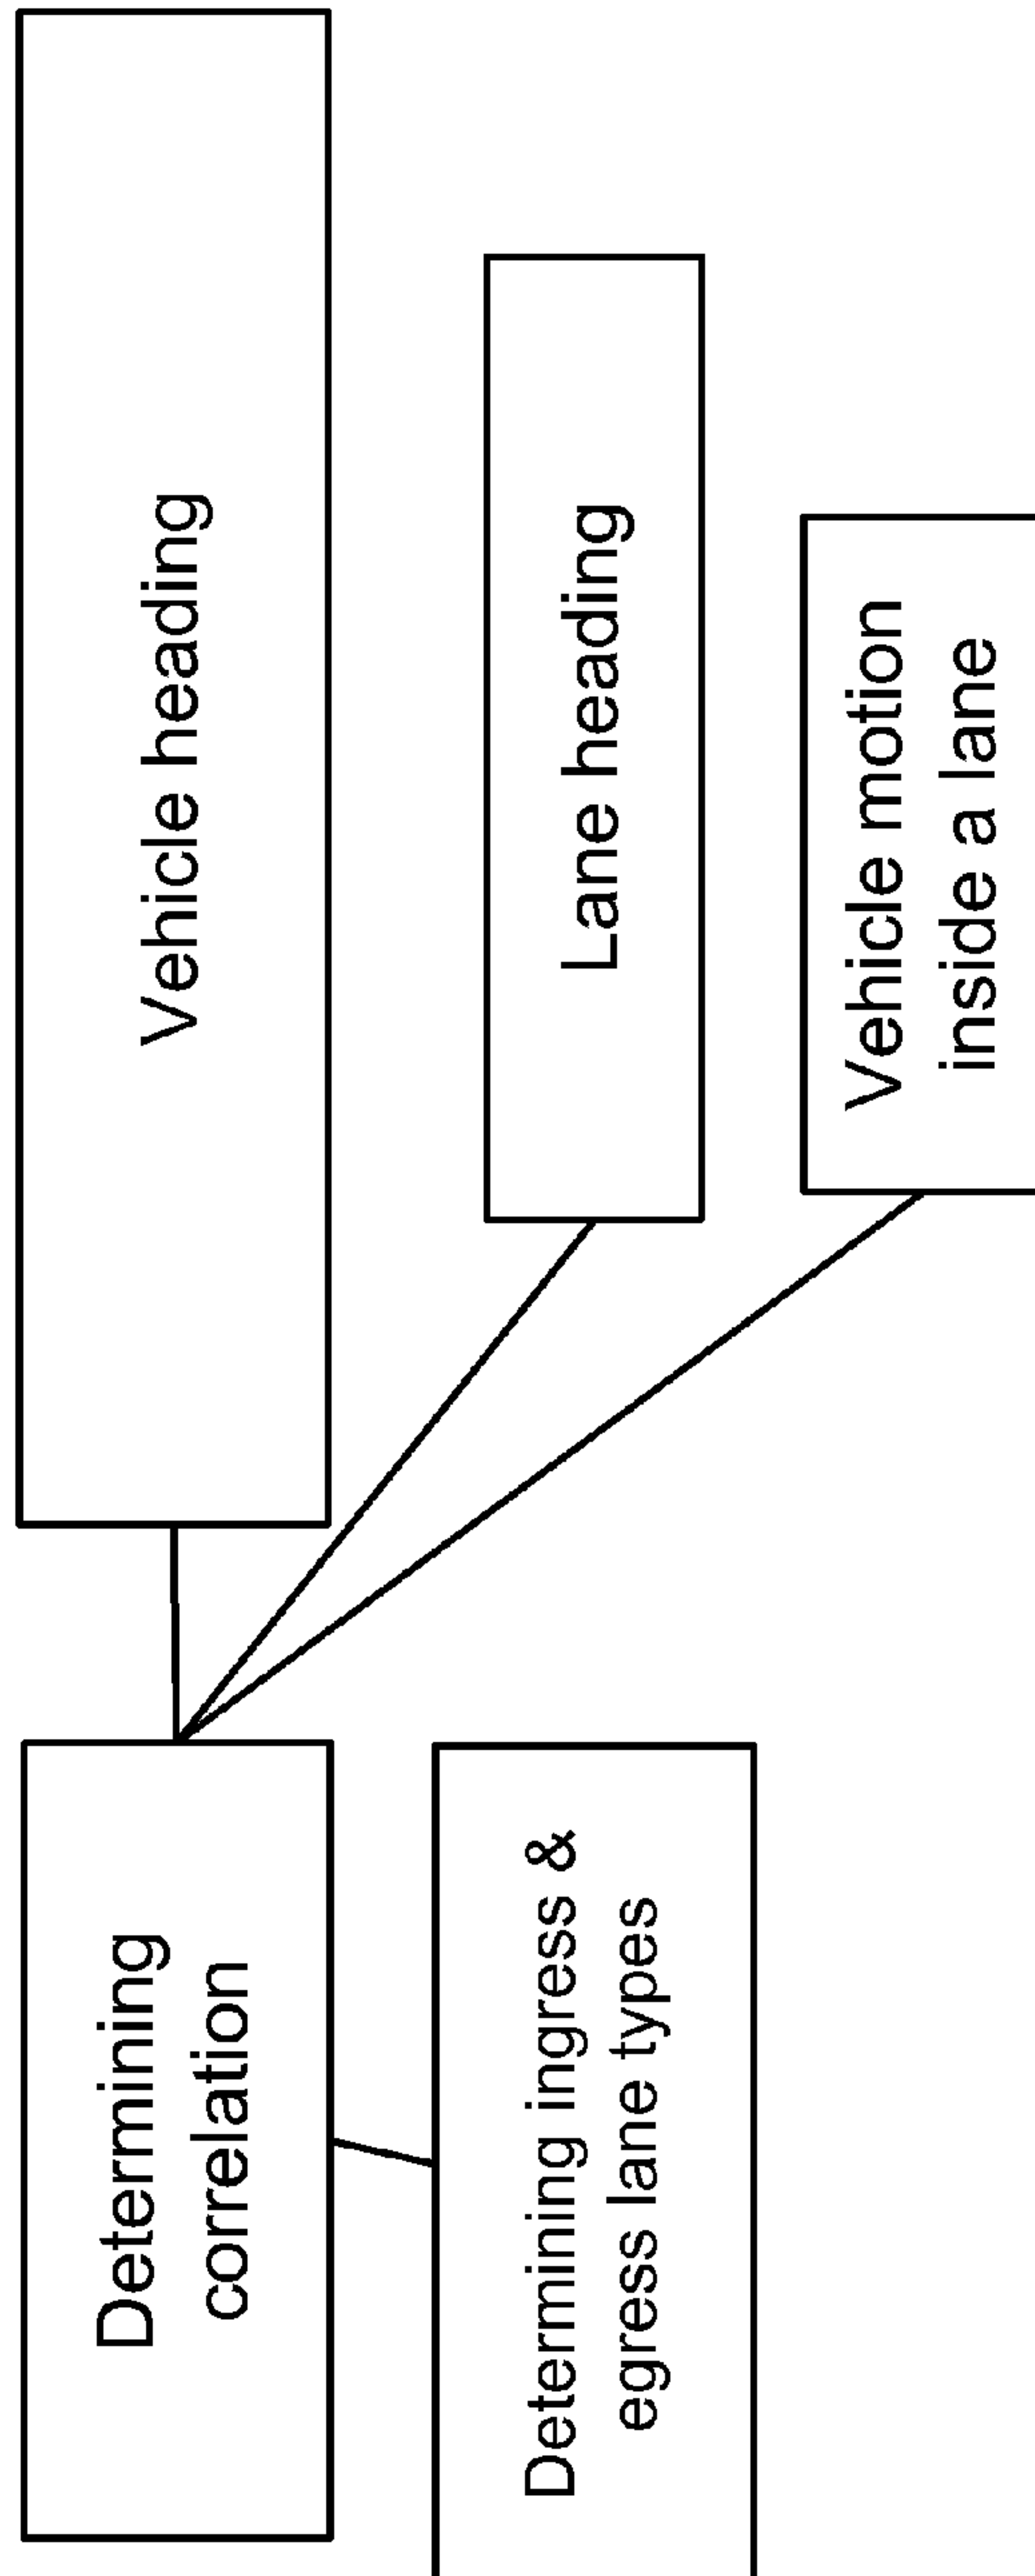 Determining
correlation
Vehicle heading
Determining ingress &
egress lane types
Lane heading
Vehicle motion
inside a lane